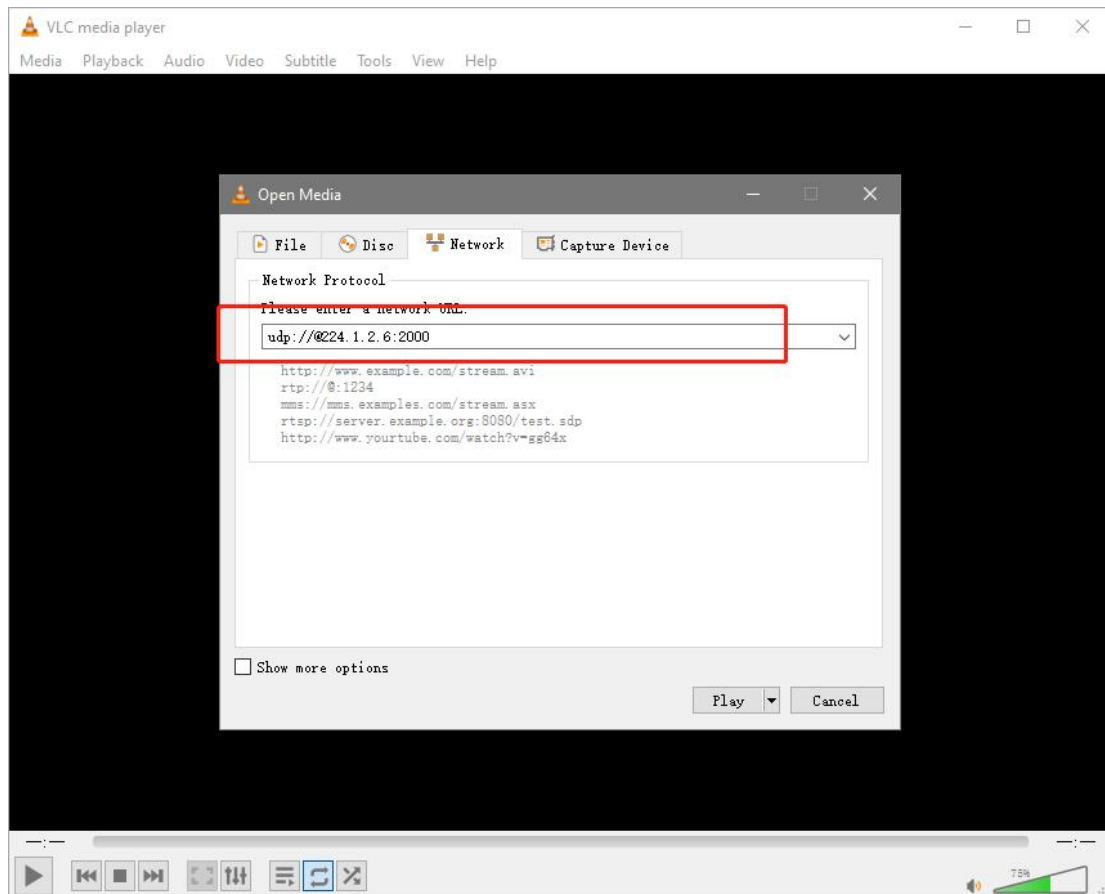 VLC media player
Media Playback Audio Video Subtitle Tools View Help
Open Media
File Disc Network Capture Device
Network Protocol
Please enter a network URL:
udp://@224.1.2.6:2000
http://www.example.com/stream.avi
rtp://@:1234
mms://mms.examples.com/stream.asx
rtsp://server.example.org:8080/test.sdp
http://www.yourtube.com/watch?v=gg64x
Show more options
Play Cancel
--:-- --:--
75%